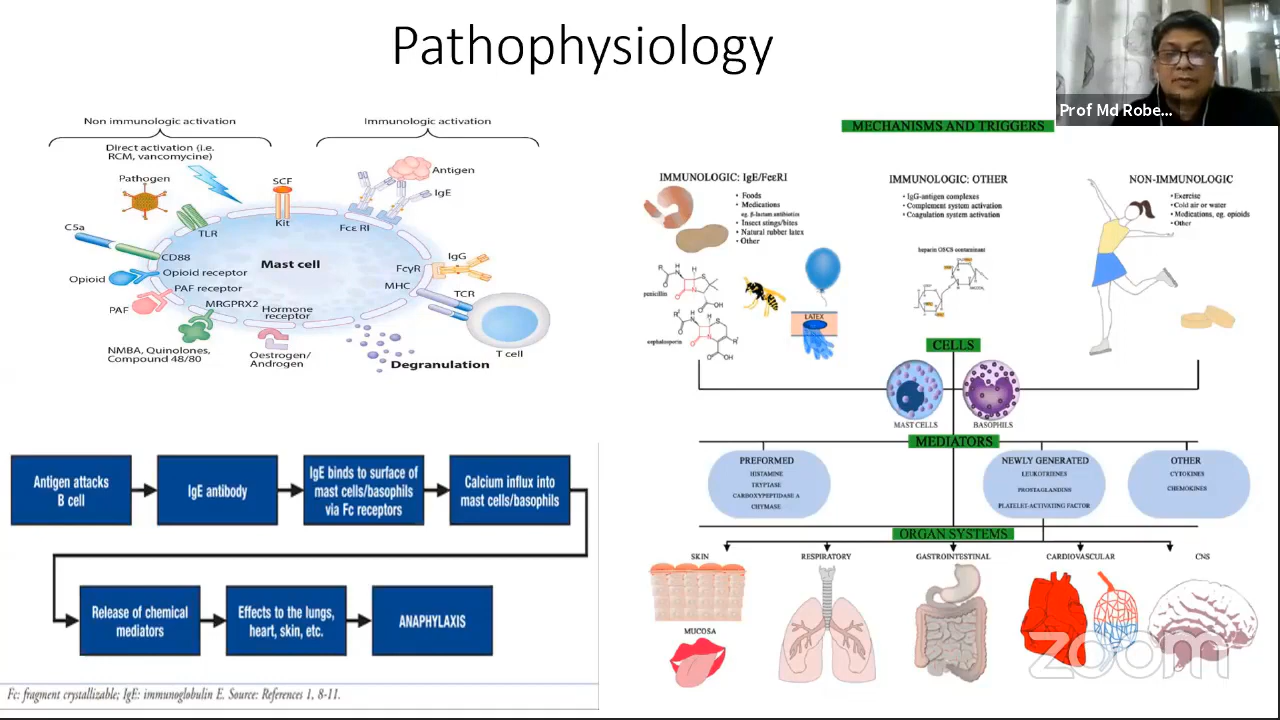 Pathophysiology
Prof Md Robe...
Non immunologic activation
Immunologic activation
Direct activation (i.e.
RCM, vancomycine)
Pathogen
SCF
Antigen
IgE
Kit
Fcε RI
TLR
C5a
CD88
Mast cell
IgG
FcγR
Opioid
Opioid receptor
MHC
PAF receptor
TCR
PAF
MRGPRX2
Hormone
receptor
NMBA, Quinolones,
Compound 48/80
Oestrogen/
Androgen
Degranulation
T cell
Antigen attacks
B cell
IgE antibody
IgE binds to surface of
mast cells/basophils
via Fc receptors
Calcium influx into
mast cells/basophils
Release of chemical
mediators
Effects to the lungs,
heart, skin, etc.
ANAPHYLAXIS
Fc: fragment crystallizable; IgE: immunoglobulin E. Source: References 1, 8-11.
MECHANISMS AND TRIGGERS
IMMUNOLOGIC: IgE/FcεRI
• Foods
• Medications
eg. β-lactum antibiotics
• Insect stings/bites
• Natural rubber latex
• Other
penicillin
cephalosporin
LATEX
IMMUNOLOGIC: OTHER
• IgG-antigen complexes
• Complement system activation
• Coagulation system activation
heparin OSCS contaminant
NON-IMMUNOLOGIC
•Exercise
•Cold air or water
•Medications, eg. opioids
•Other
CELLS
MAST CELLS
BASOPHILS
MEDIATORS
PREFORMED
HISTAMINE
TRYPTASE
CARBOXYPEPTIDASE A
CHYMASE
NEWLY GENERATED
LEUKOTRIENES
PROSTAGLANDINS
PLATELET-ACTIVATING FACTOR
OTHER
CYTOKINES
CHEMOKINES
ORGAN SYSTEMS
SKIN
RESPIRATORY
GASTROINTESTINAL
CARDIOVASCULAR
CNS
MUCOSA
zoom